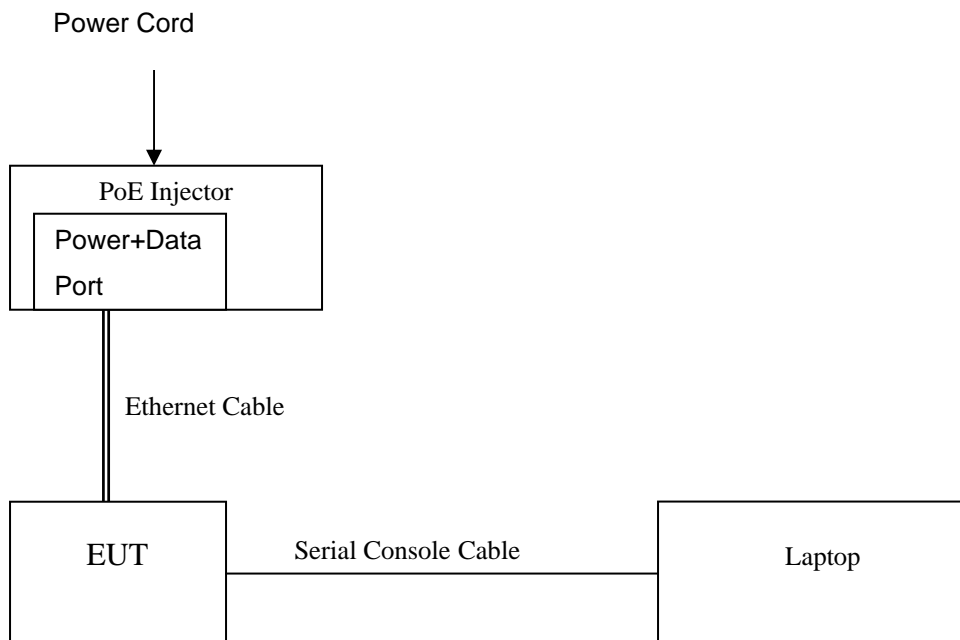 Power Cord
PoE Injector
Power+Data
Port
Ethernet Cable
EUT
Serial Console Cable
Laptop